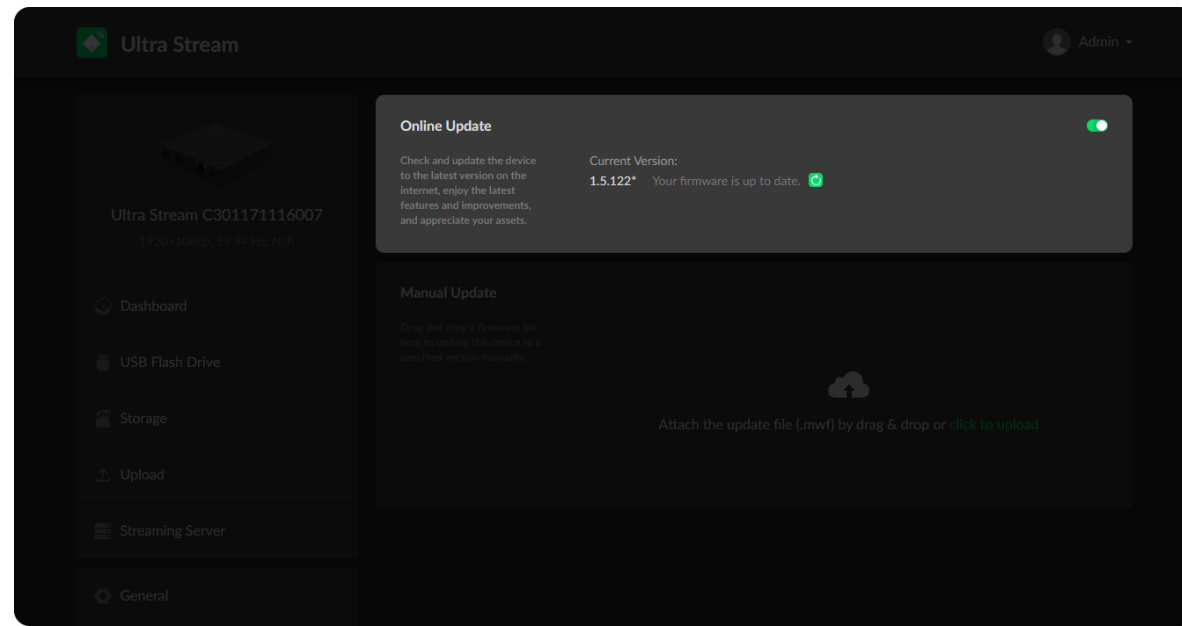 Ultra Stream
Admin
Ultra Stream C301171116007
1920×1080p, 59.94 Hz, N/A
Dashboard
USB Flash Drive
Storage
Upload
Streaming Server
General
Online Update
Check and update the device
to the latest version on the
internet, enjoy the latest
features and improvements,
and appreciate your assets.
Current Version:
1.5.122* Your firmware is up to date.
Manual Update
Drag and drop a firmware file
here to update the device to a
specified version manually.
Attach the update file (.mwf) by drag & drop or click to upload